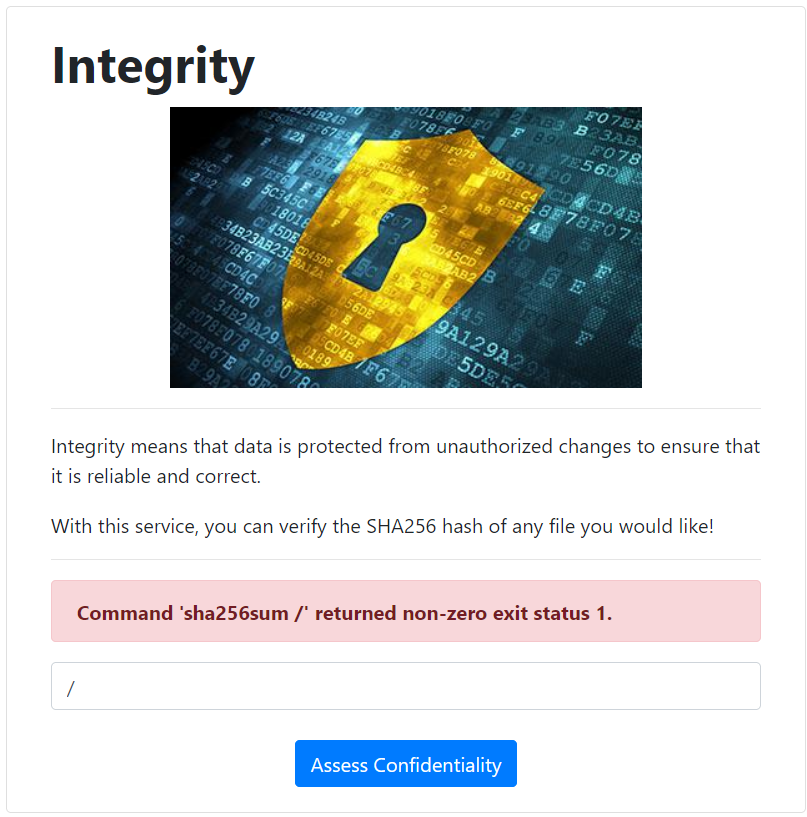 Integrity
Integrity means that data is protected from unauthorized changes to ensure that
it is reliable and correct.
With this service, you can verify the SHA256 hash of any file you would like!
Command 'sha256sum /' returned non-zero exit status 1.
/
Assess Confidentiality